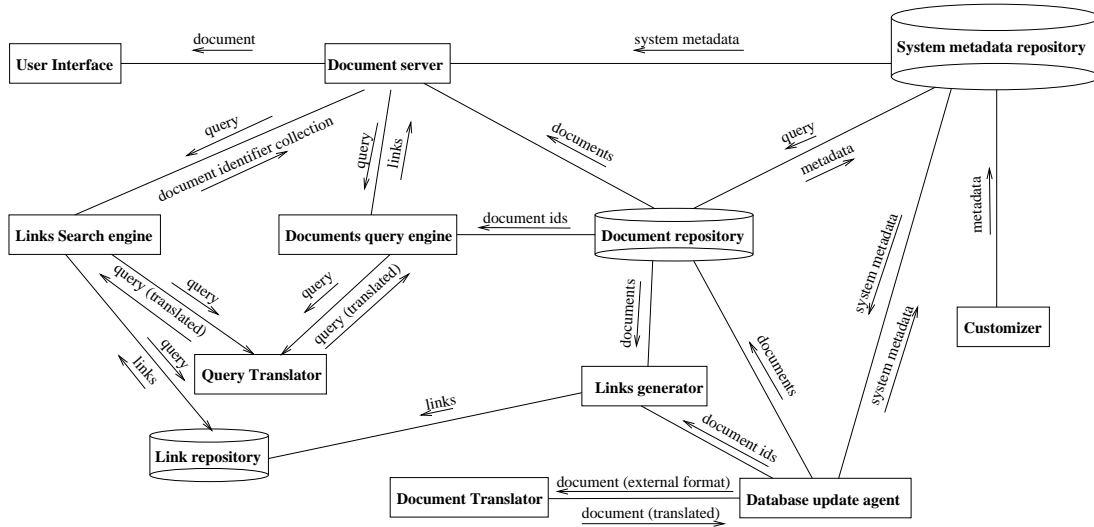 document
system metadata
User Interface
Document server
System metadata repository
query
document identifier collection
query
links
documents
query
metadata
Links Search engine
Documents query engine
document ids
Document repository
metadata
query
query (translated)
query
query (translated)
documents
system metadata
system metadata
Customizer
query
links
Query Translator
documents
Links generator
links
document ids
Link repository
document (external format)
Document Translator
Database update agent
document (translated)